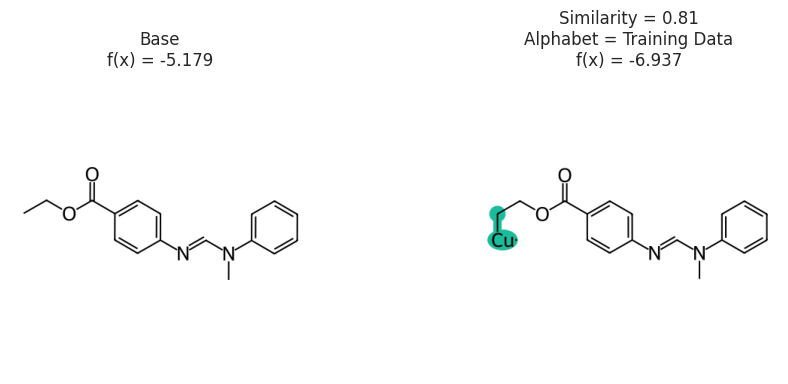 Base
f(x) = -5.179
Similarity = 0.81
Alphabet = Training Data
f(x) = -6.937
O
O
N
N
O
O
Cu
N
N